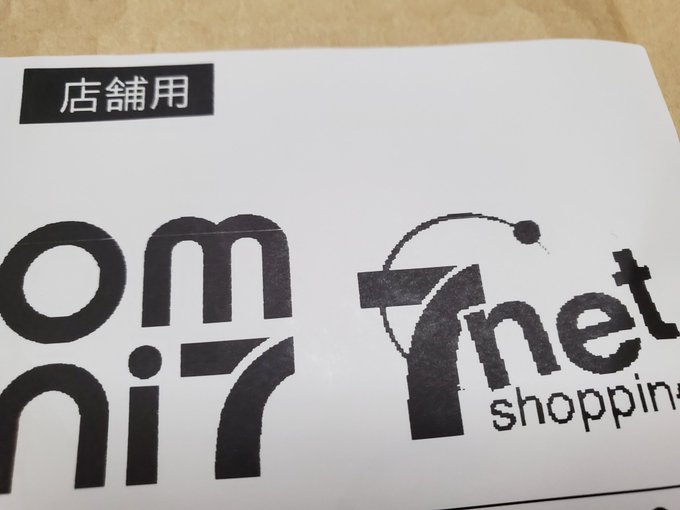 店舗用
om
ni7
7net
shoppin